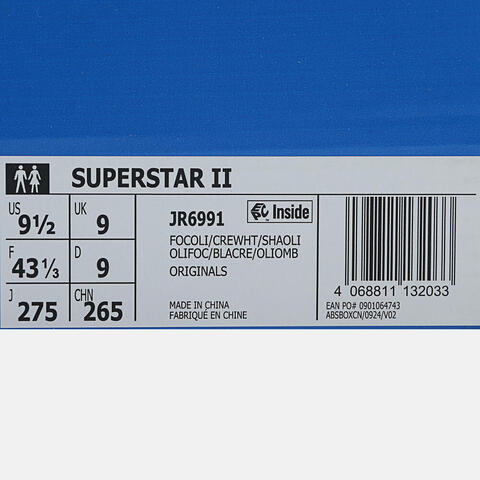 SUPERSTAR II
US 9½ UK 9
F 43⅓ D 9
J 275 CHN 265
JR6991 Inside
FOCOLI/CREWHT/SHAOLI
OLIFOC/BLACRE/OLIOMB
ORIGINALS
MADE IN CHINA
FABRIQUÉ EN CHINE
4 068811 132033
EAN PO# 0901064743
ABSBOXCN/0924/V02